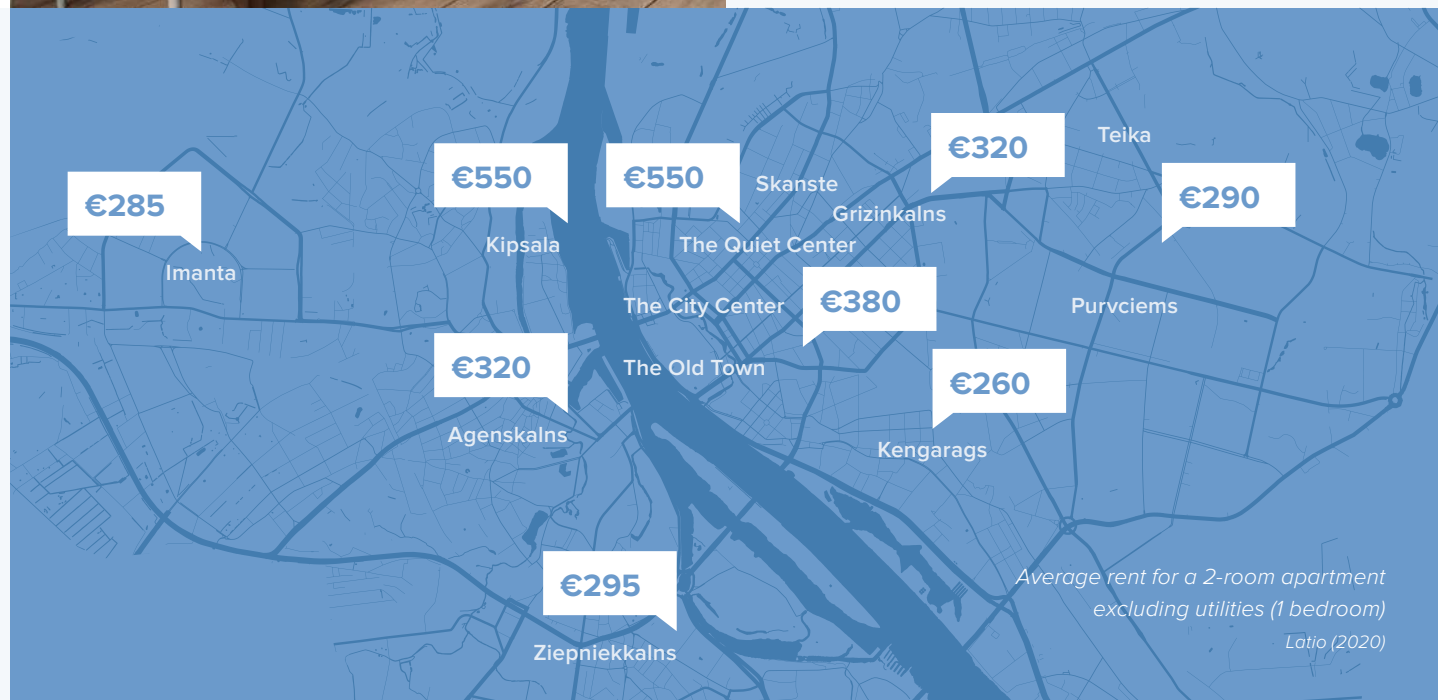 €320
Teika
€550
€550
€290
€285
Skanste
Grizinkalns
Kipsala
The Quiet Center
Imanta
The City Center
€380
Purvciems
€320
The Old Town
€260
Agenskalns
Kengarags
€295
Average rent for a 2-room apartment
excluding utilities (1 bedroom)
Latio (2020)
Ziepniekkalns